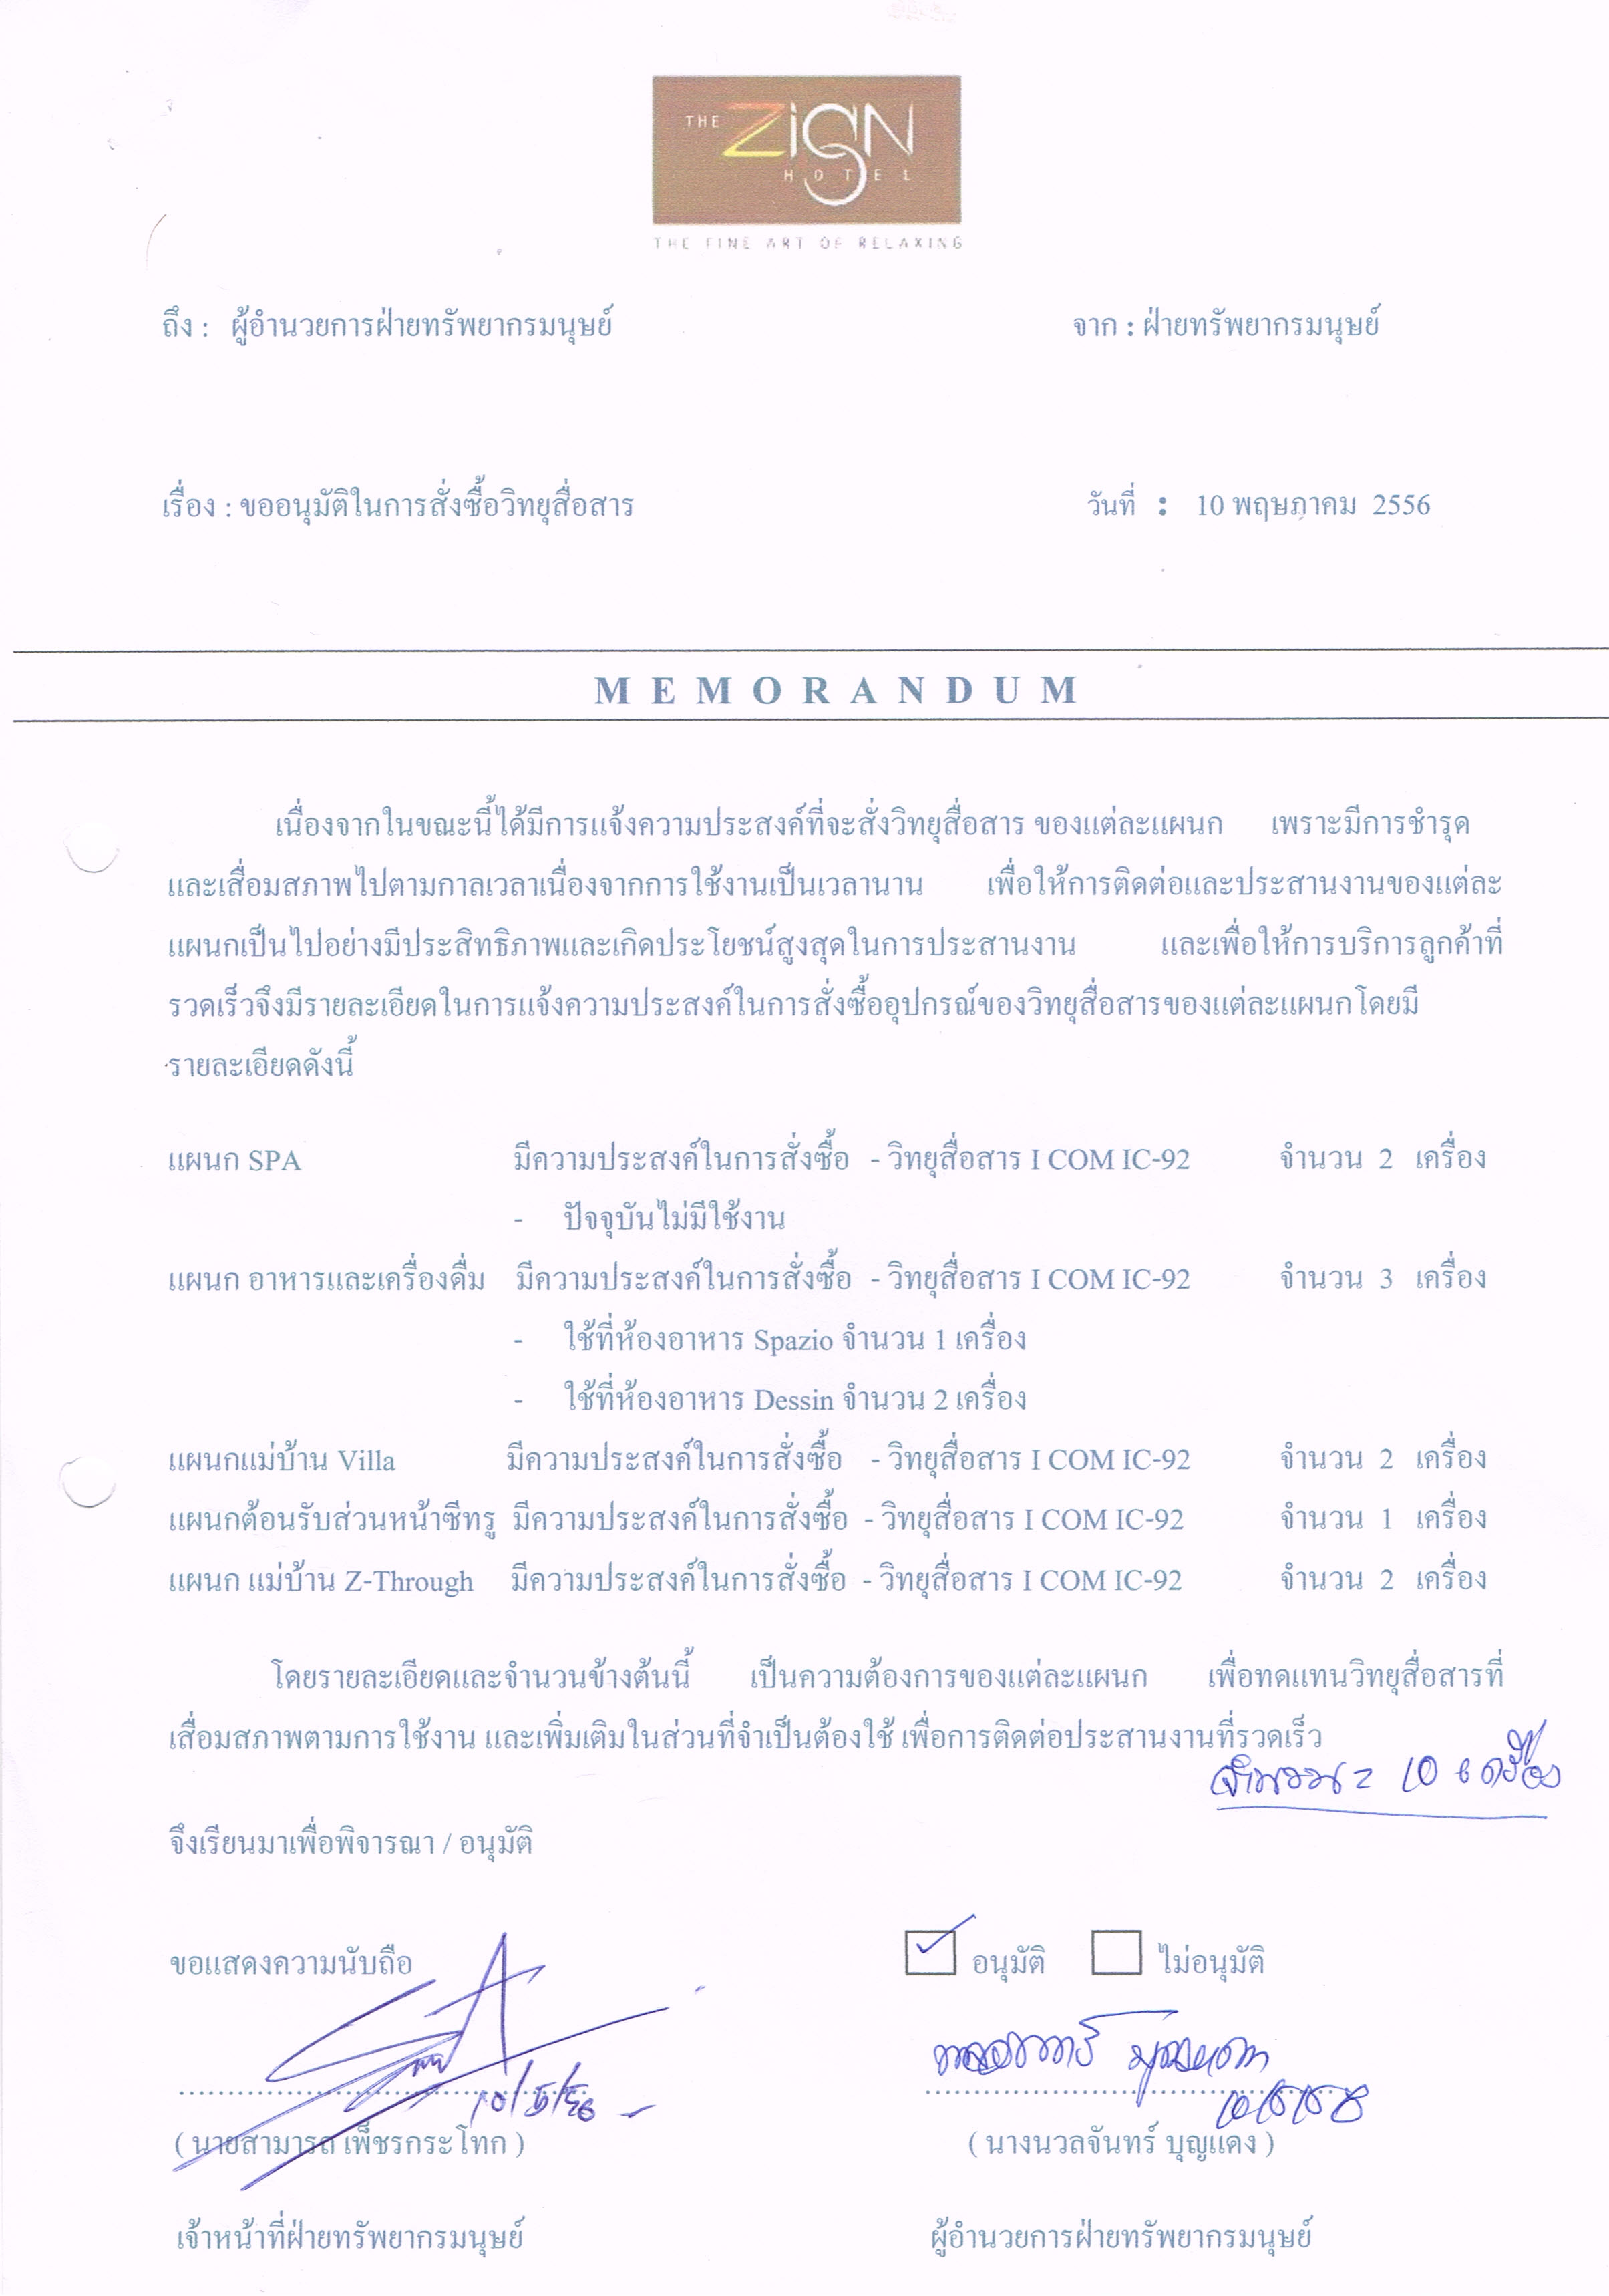 THE ZIGN
HOTEL
THE FINE ART OF RELAXING
ถึง : ผู้อำนวยการฝ่ายทรัพยากรมนุษย์ จาก : ฝ่ายทรัพยากรมนุษย์
เรื่อง : ขออนุมัติในการสั่งซื้อวิทยุสื่อสาร วันที่ : 10 พฤษภาคม 2556
MEMORANDUM
เนื่องจากในขณะนี้ได้มีการแจ้งความประสงค์ที่จะสั่งวิทยุสื่อสาร ของแต่ละแผนก เพราะมีการชำรุด
และเสื่อมสภาพไปตามกาลเวลาเนื่องจากการใช้งานเป็นเวลานาน เพื่อให้การติดต่อและประสานงานของแต่ละ
แผนกเป็นไปอย่างมีประสิทธิภาพและเกิดประโยชน์สูงสุดในการประสานงาน และเพื่อให้การบริการลูกค้าที่
รวดเร็วจึงมีรายละเอียดในการแจ้งความประสงค์ในการสั่งซื้ออุปกรณ์ของวิทยุสื่อสารของแต่ละแผนกโดยมี
รายละเอียดดังนี้
แผนก SPA มีความประสงค์ในการสั่งซื้อ - วิทยุสื่อสาร I COM IC-92 จำนวน 2 เครื่อง
- ปัจจุบันไม่มีใช้งาน
แผนก อาหารและเครื่องดื่ม มีความประสงค์ในการสั่งซื้อ - วิทยุสื่อสาร I COM IC-92 จำนวน 3 เครื่อง
- ใช้ที่ห้องอาหาร Spazio จำนวน 1 เครื่อง
- ใช้ที่ห้องอาหาร Dessin จำนวน 2 เครื่อง
แผนกแม่บ้าน Villa มีความประสงค์ในการสั่งซื้อ - วิทยุสื่อสาร I COM IC-92 จำนวน 2 เครื่อง
แผนกต้อนรับส่วนหน้าซีทรู มีความประสงค์ในการสั่งซื้อ - วิทยุสื่อสาร I COM IC-92 จำนวน 1 เครื่อง
แผนก แม่บ้าน Z-Through มีความประสงค์ในการสั่งซื้อ - วิทยุสื่อสาร I COM IC-92 จำนวน 2 เครื่อง
โดยรายละเอียดและจำนวนข้างต้นนี้ เป็นความต้องการของแต่ละแผนก เพื่อทดแทนวิทยุสื่อสารที่
เสื่อมสภาพตามการใช้งาน และเพิ่มเติมในส่วนที่จำเป็นต้องใช้ เพื่อการติดต่อประสานงานที่รวดเร็ว
จำนวน = 10 เครื่อง
จึงเรียนมาเพื่อพิจารณา / อนุมัติ
ขอแสดงความนับถือ อนุมัติ ไม่อนุมัติ
นวลจันทร์ บุญแดง
10/5/56
( นายสามารถ เพ็ชรกระโทก ) ( นางนวลจันทร์ บุญแดง )
เจ้าหน้าที่ฝ่ายทรัพยากรมนุษย์ ผู้อำนวยการฝ่ายทรัพยากรมนุษย์